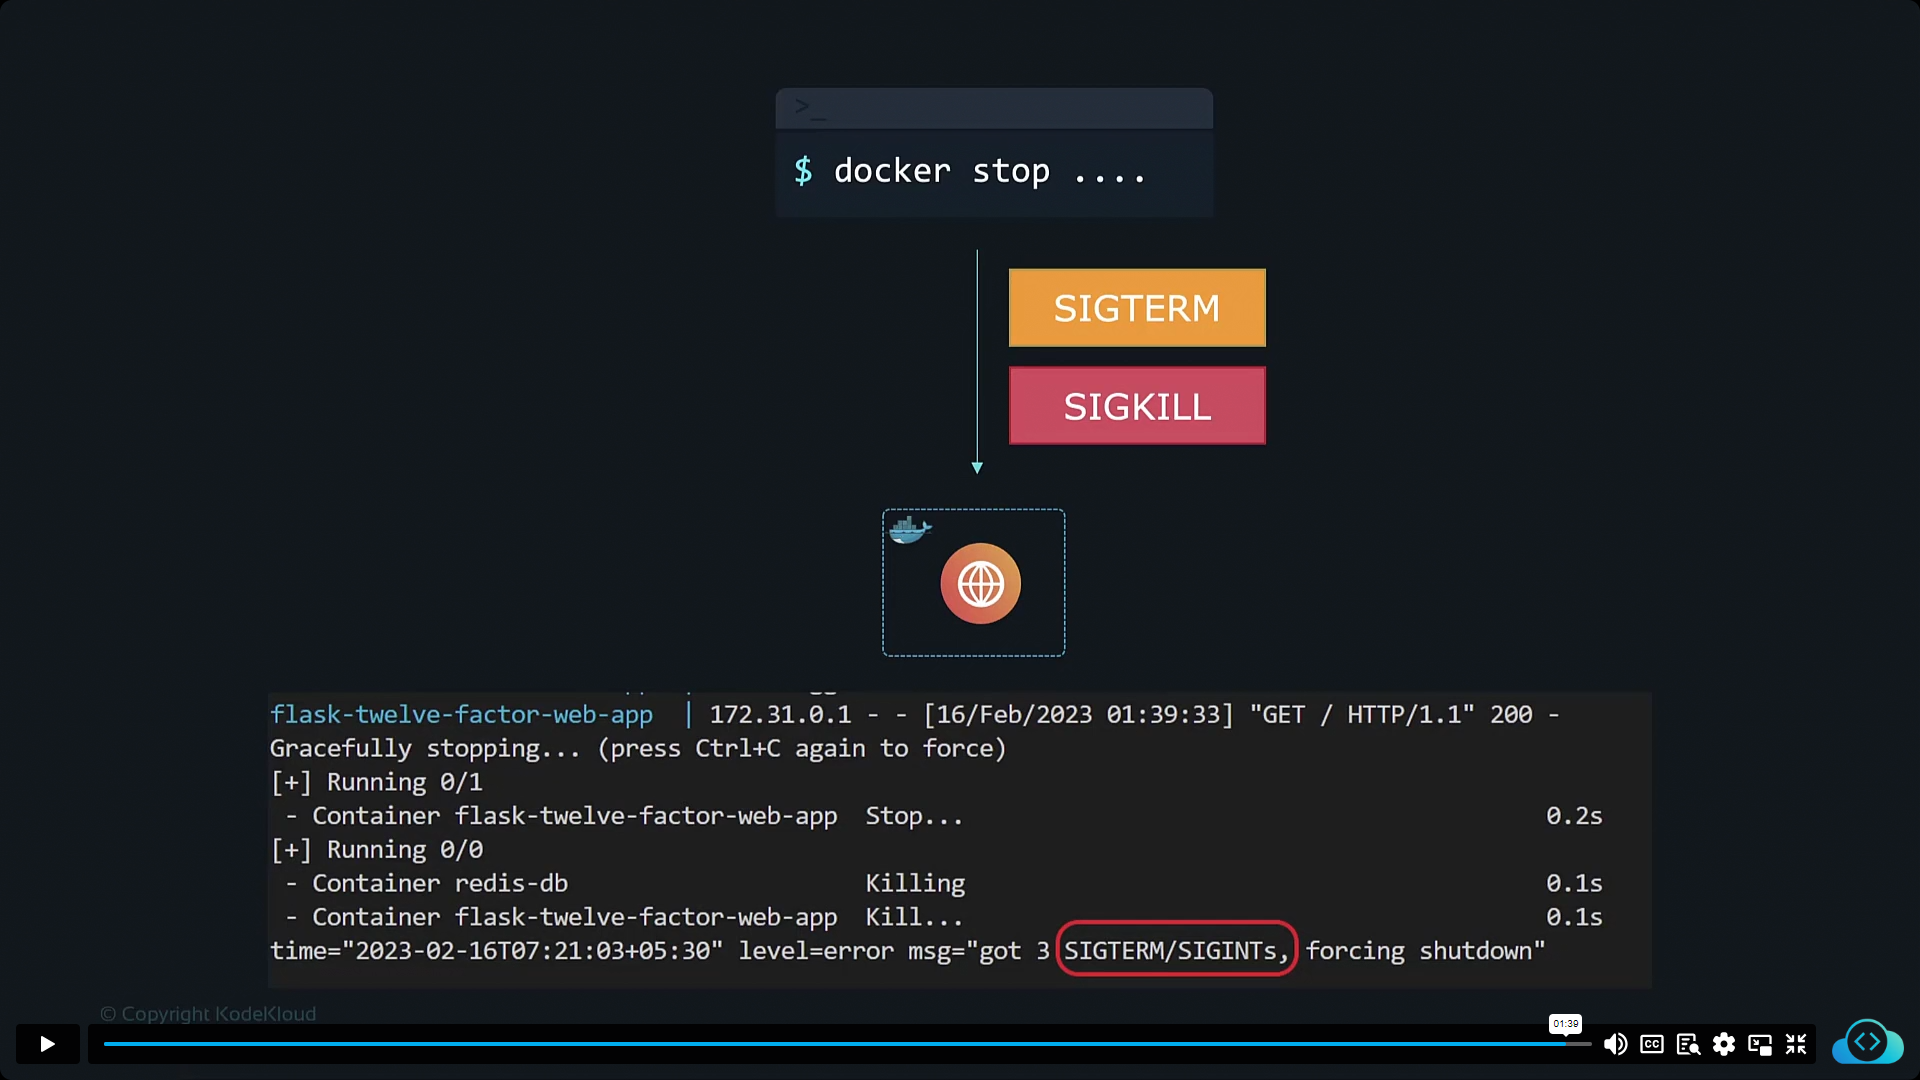 >_
$ docker stop ....
SIGTERM
SIGKILL
flask-twelve-factor-web-app | 172.31.0.1 - - [16/Feb/2023 01:39:33] "GET / HTTP/1.1" 200 -
Gracefully stopping... (press Ctrl+C again to force)
[+] Running 0/1
- Container flask-twelve-factor-web-app Stop... 0.2s
[+] Running 0/0
- Container redis-db Killing 0.1s
- Container flask-twelve-factor-web-app Kill... 0.1s
time="2023-02-16T07:21:03+05:30" level=error msg="got 3 SIGTERM/SIGINTs, forcing shutdown"
© Copyright KodeKloud
01:39
CC